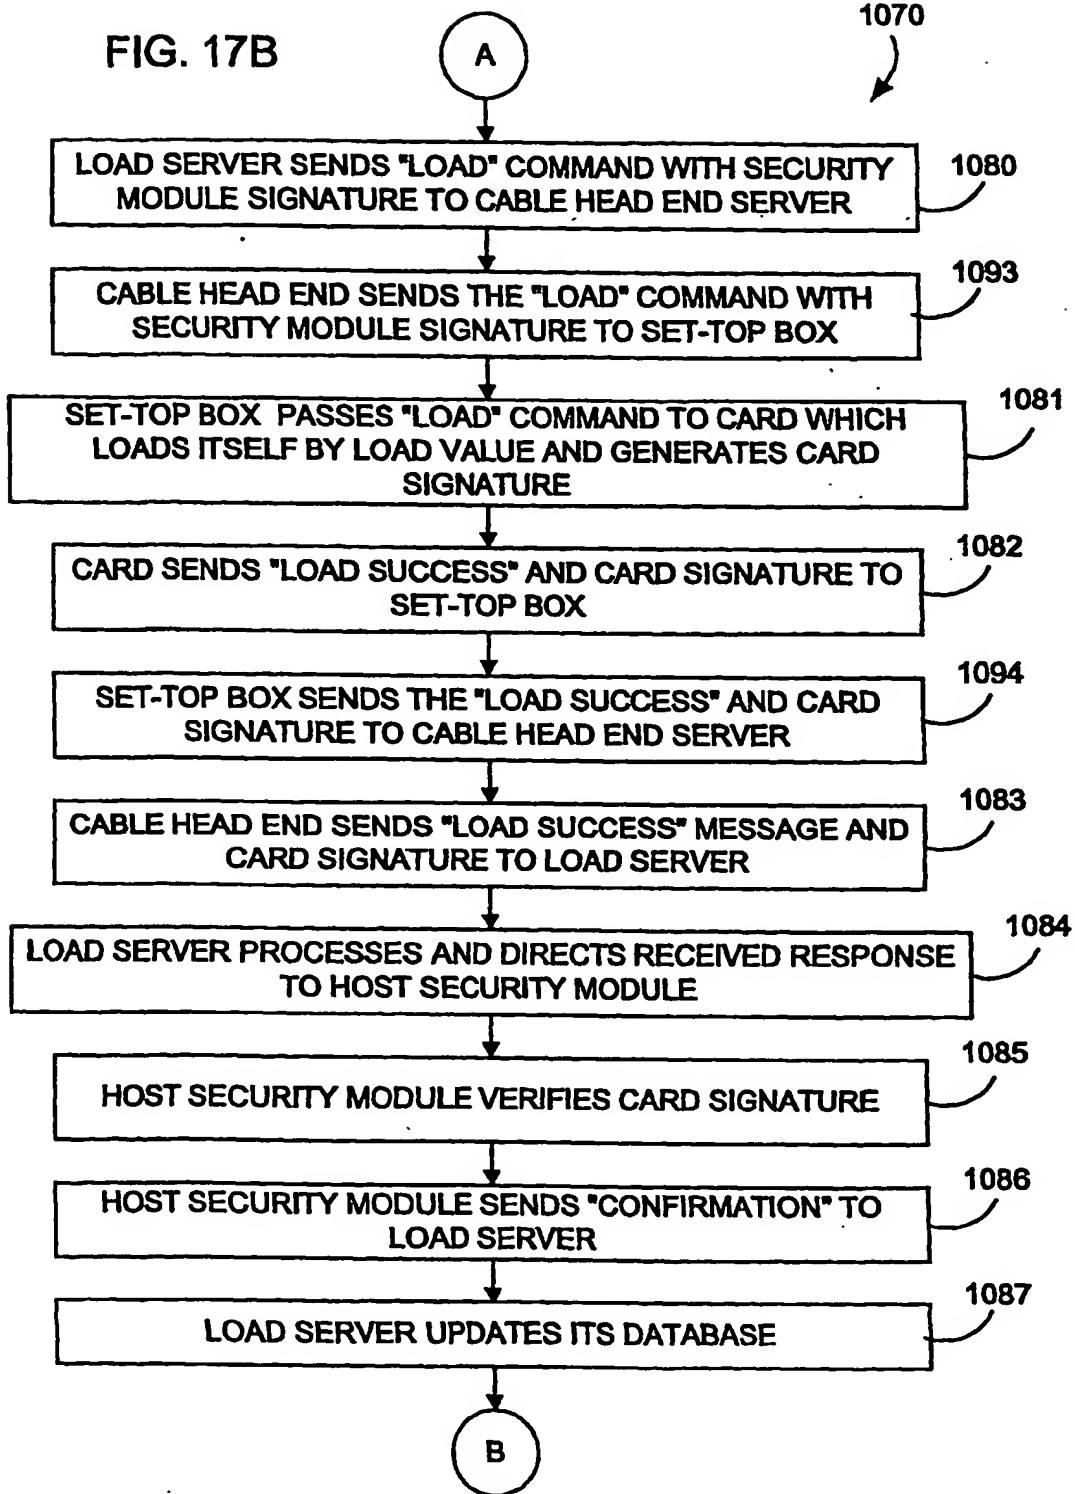 FIG. 17B
A
1070
LOAD SERVER SENDS "LOAD" COMMAND WITH SECURITY
MODULE SIGNATURE TO CABLE HEAD END SERVER
1080
CABLE HEAD END SENDS THE "LOAD" COMMAND WITH
SECURITY MODULE SIGNATURE TO SET-TOP BOX
1093
SET-TOP BOX PASSES "LOAD" COMMAND TO CARD WHICH
LOADS ITSELF BY LOAD VALUE AND GENERATES CARD
SIGNATURE
1081
CARD SENDS "LOAD SUCCESS" AND CARD SIGNATURE TO
SET-TOP BOX
1082
SET-TOP BOX SENDS THE "LOAD SUCCESS" AND CARD
SIGNATURE TO CABLE HEAD END SERVER
1094
CABLE HEAD END SENDS "LOAD SUCCESS" MESSAGE AND
CARD SIGNATURE TO LOAD SERVER
1083
LOAD SERVER PROCESSES AND DIRECTS RECEIVED RESPONSE
TO HOST SECURITY MODULE
1084
HOST SECURITY MODULE VERIFIES CARD SIGNATURE
1085
HOST SECURITY MODULE SENDS "CONFIRMATION" TO
LOAD SERVER
1086
LOAD SERVER UPDATES ITS DATABASE
1087
B